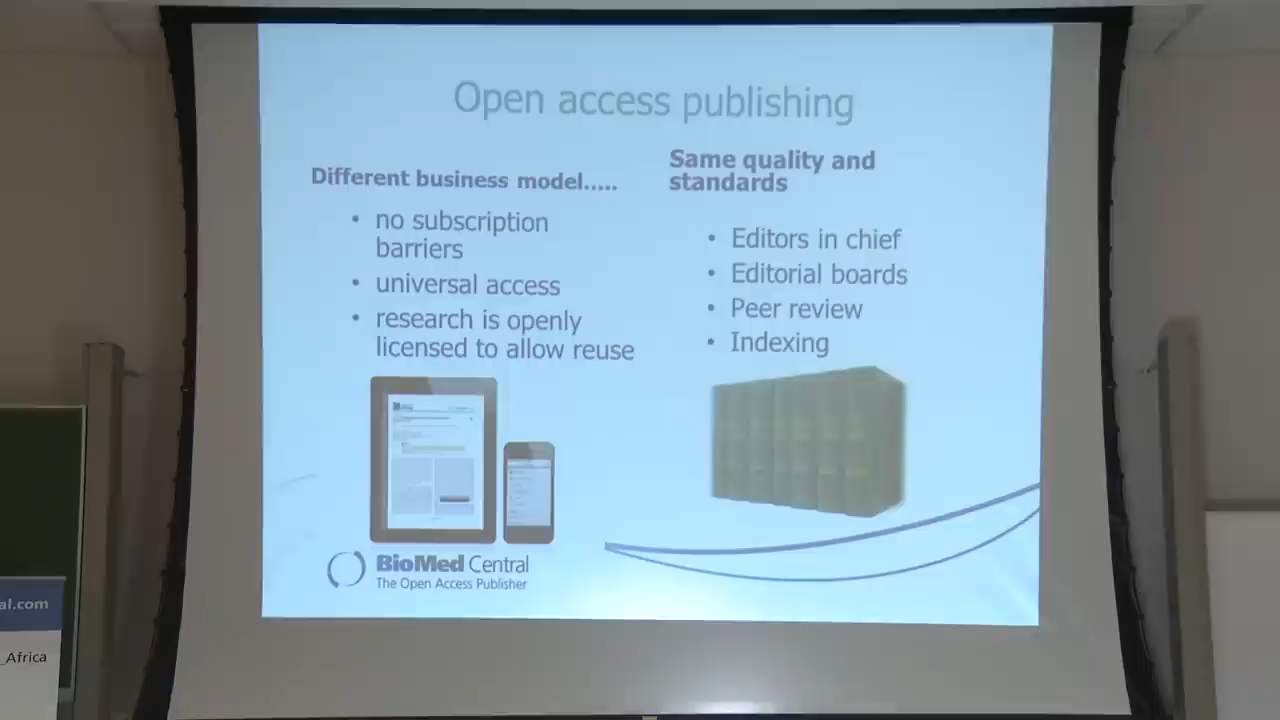 Open access publishing
Different business model.....
• no subscription
barriers
• universal access
• research is openly
licensed to allow reuse
Same quality and
standards
• Editors in chief
• Editorial boards
• Peer review
• Indexing
BioMed Central
The Open Access Publisher
al.com
_Africa